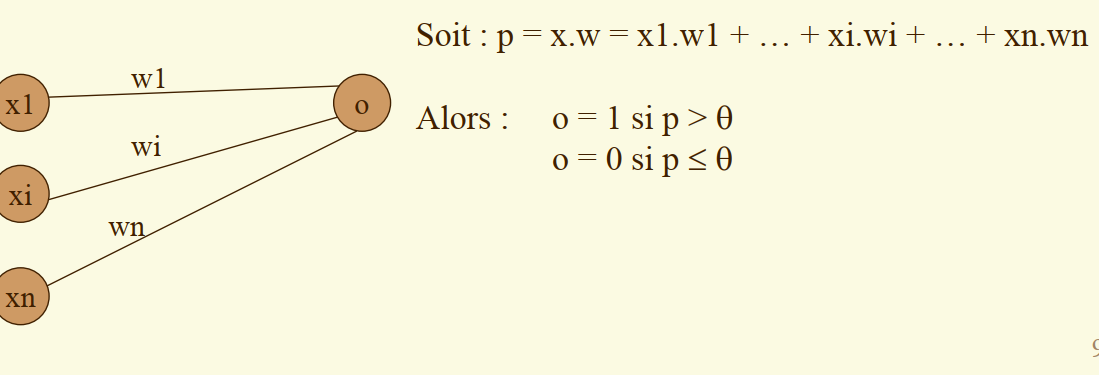 Soit : p = x.w = x1.w1 + … + xi.wi + … + xn.wn
w1
x1
o
Alors : o = 1 si p > θ
wi
o = 0 si p ≤ θ
xi
wn
xn